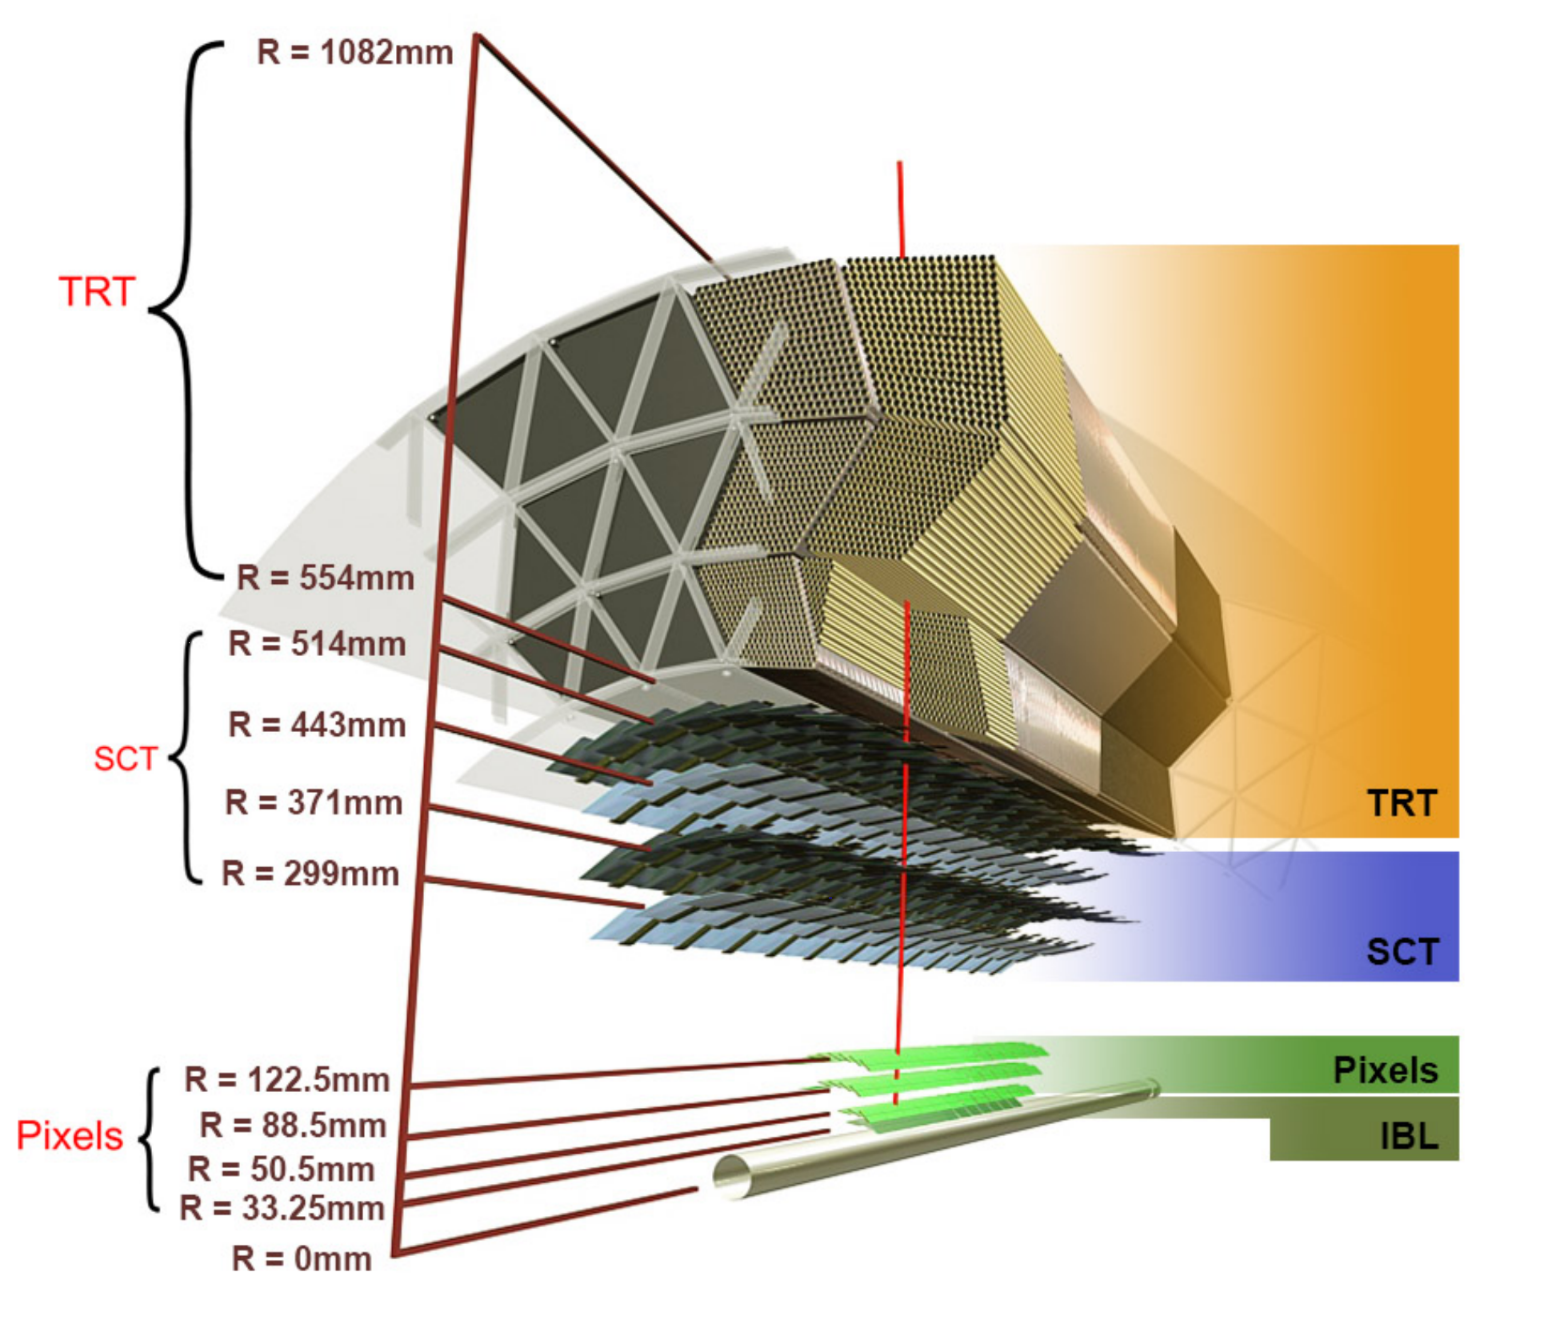 R = 1082mm
TRT
R = 554mm
R = 514mm
R = 443mm
SCT
R = 371mm
R = 299mm
TRT
SCT
R = 122.5mm
Pixels
R = 88.5mm
Pixels
IBL
R = 50.5mm
R = 33.25mm
R = 0mm